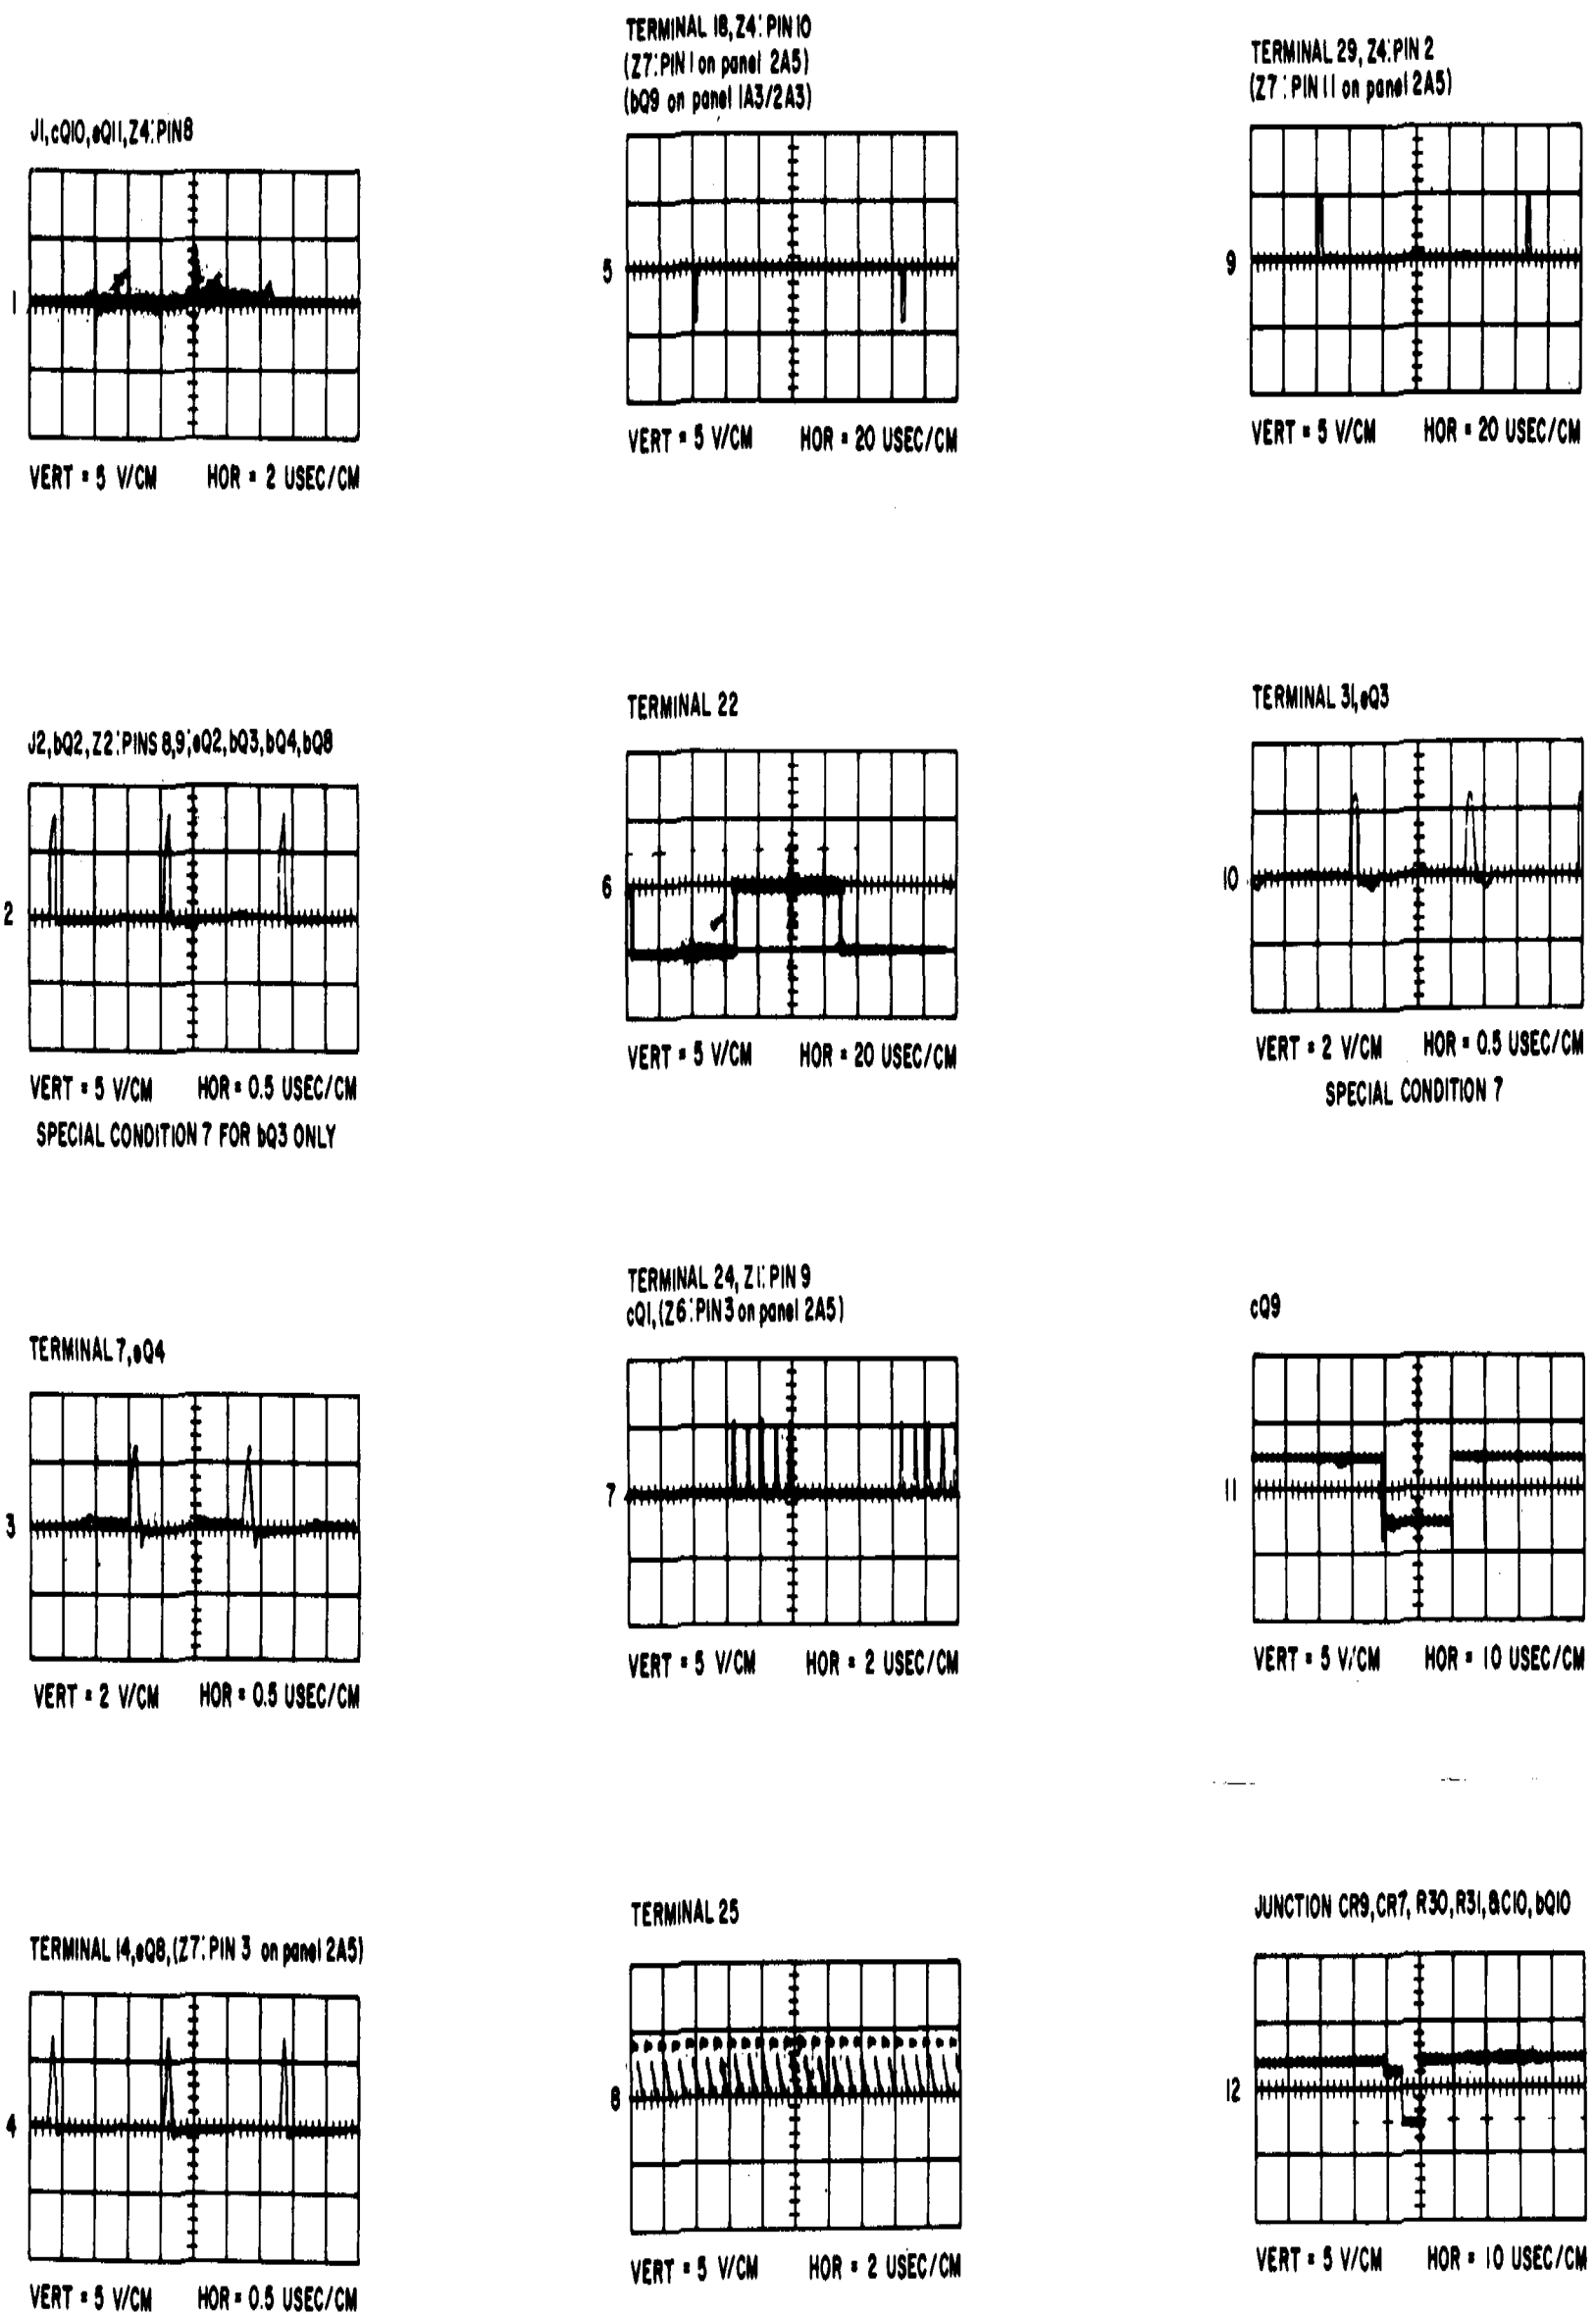 J1,cQ10,eQ11,Z4:PIN8
1
VERT = 5 V/CM HOR = 2 USEC/CM
J2,bQ2,Z2:PINS 8,9;eQ2,bQ3,bQ4,bQ8
2
VERT = 5 V/CM HOR = 0.5 USEC/CM
SPECIAL CONDITION 7 FOR bQ3 ONLY
TERMINAL 7,eQ4
3
VERT = 2 V/CM HOR = 0.5 USEC/CM
TERMINAL 14,eQ8,(Z7:PIN 3 on panel 2A5)
4
VERT = 5 V/CM HOR = 0.5 USEC/CM
TERMINAL 18,Z4:PIN 10
(Z7:PIN 1 on panel 2A5)
(bQ9 on panel 1A3/2A3)
5
VERT = 5 V/CM HOR = 20 USEC/CM
TERMINAL 22
6
VERT = 5 V/CM HOR = 20 USEC/CM
TERMINAL 24, Z1:PIN 9
cQ1,(Z6:PIN 3 on panel 2A5)
7
VERT = 5 V/CM HOR = 2 USEC/CM
TERMINAL 25
8
VERT = 5 V/CM HOR = 2 USEC/CM
TERMINAL 29, Z4:PIN 2
(Z7:PIN 11 on panel 2A5)
9
VERT = 5 V/CM HOR = 20 USEC/CM
TERMINAL 31,eQ3
10
VERT = 2 V/CM HOR = 0.5 USEC/CM
SPECIAL CONDITION 7
cQ9
11
VERT = 5 V/CM HOR = 10 USEC/CM
JUNCTION CR9,CR7, R30,R31,&C10,bQ10
12
VERT = 5 V/CM HOR = 10 USEC/CM